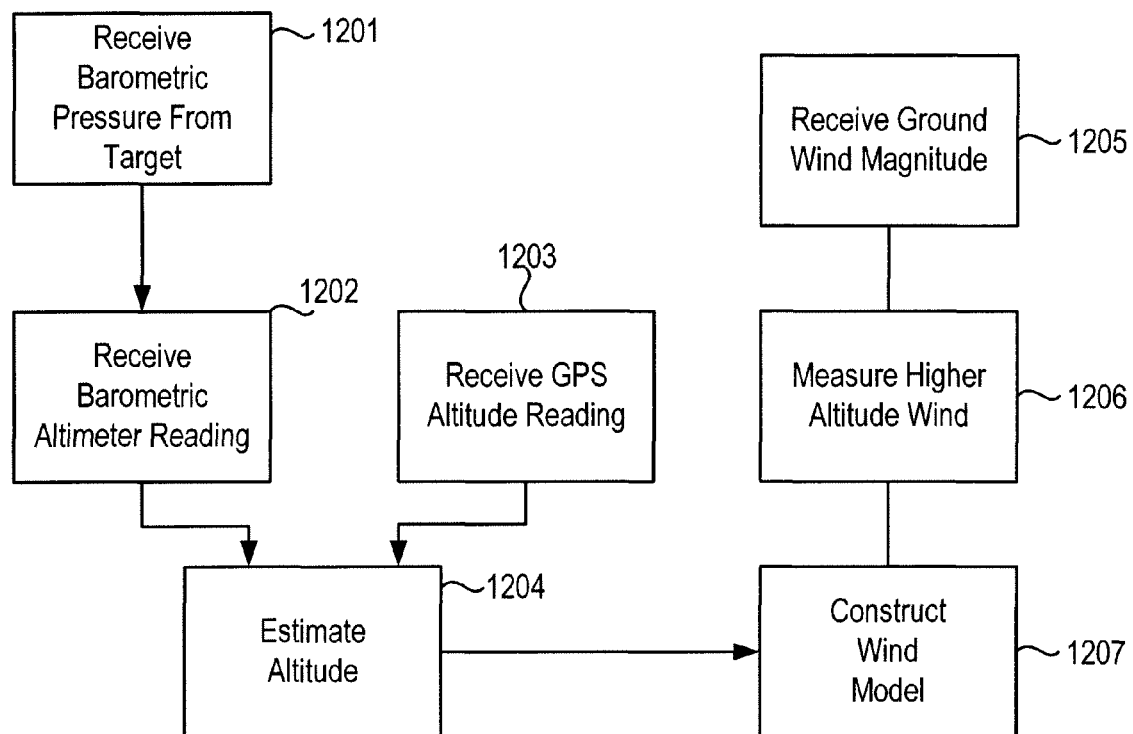 Receive
Barometric
Pressure From
Target
1201
Receive
Barometric
Altimeter Reading
1202
Receive GPS
Altitude Reading
1203
Estimate
Altitude
1204
Receive Ground
Wind Magnitude
1205
Measure Higher
Altitude Wind
1206
Construct
Wind
Model
1207